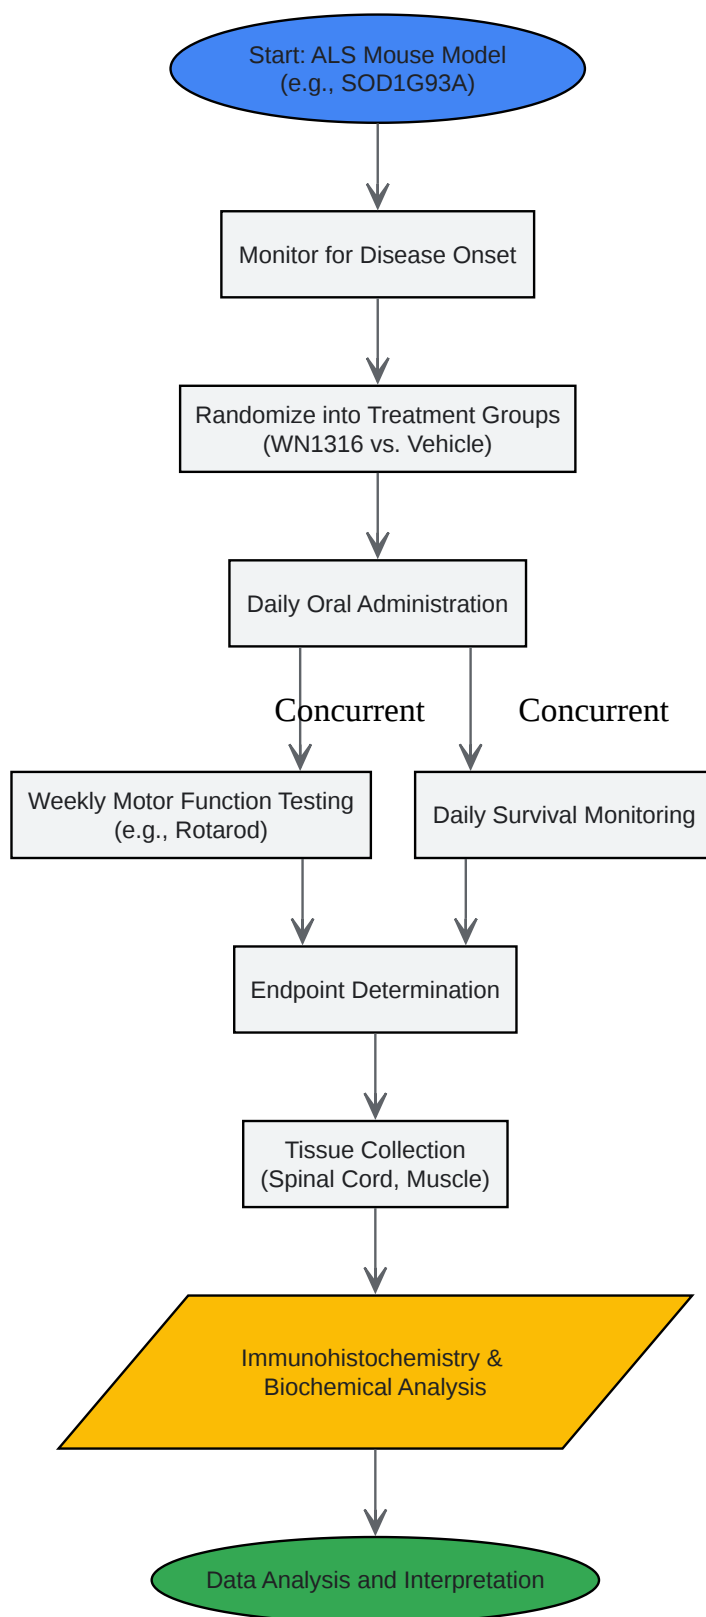 Start: ALS Mouse Model
(e.g., SOD1G93A)
Monitor for Disease Onset
Randomize into Treatment Groups
(WN1316 vs. Vehicle)
Daily Oral Administration
Concurrent
Concurrent
Weekly Motor Function Testing
(e.g., Rotarod)
Daily Survival Monitoring
Endpoint Determination
Tissue Collection
(Spinal Cord, Muscle)
Immunohistochemistry &
Biochemical Analysis
Data Analysis and Interpretation